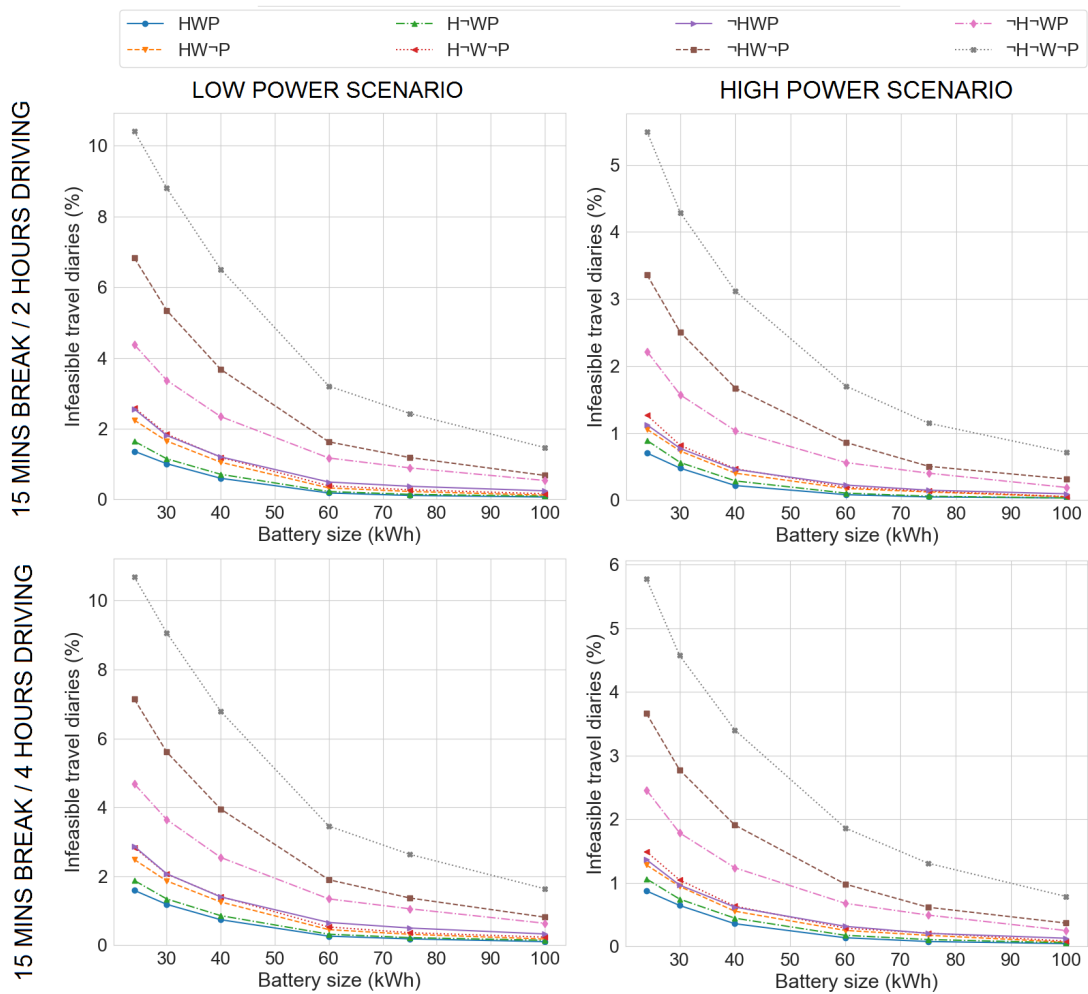 HWP H¬WP ¬HWP ¬H¬WP
HW¬P H¬W¬P ¬HW¬P ¬H¬W¬P
LOW POWER SCENARIO HIGH POWER SCENARIO
15 MINS BREAK / 2 HOURS DRIVING
Infeasible travel diaries (%)
10
8
6
4
2
0
30 40 50 60 70 80 90 100
Battery size (kWh)
Infeasible travel diaries (%)
5
4
3
2
1
0
30 40 50 60 70 80 90 100
Battery size (kWh)
15 MINS BREAK / 4 HOURS DRIVING
Infeasible travel diaries (%)
10
8
6
4
2
0
30 40 50 60 70 80 90 100
Battery size (kWh)
Infeasible travel diaries (%)
6
5
4
3
2
1
0
30 40 50 60 70 80 90 100
Battery size (kWh)